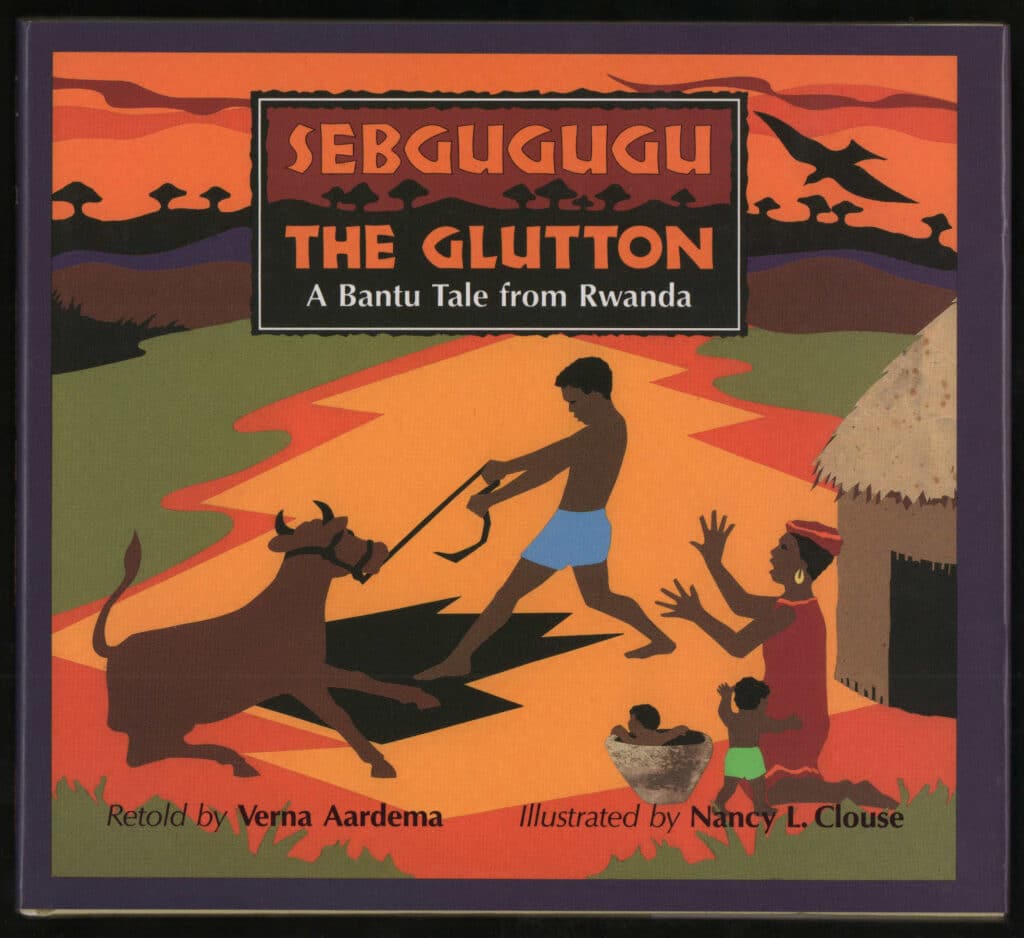 SEBGUGUGU
THE GLUTTON
A Bantu Tale from Rwanda
Retold by Verna Aardema
Illustrated by Nancy L. Clouse